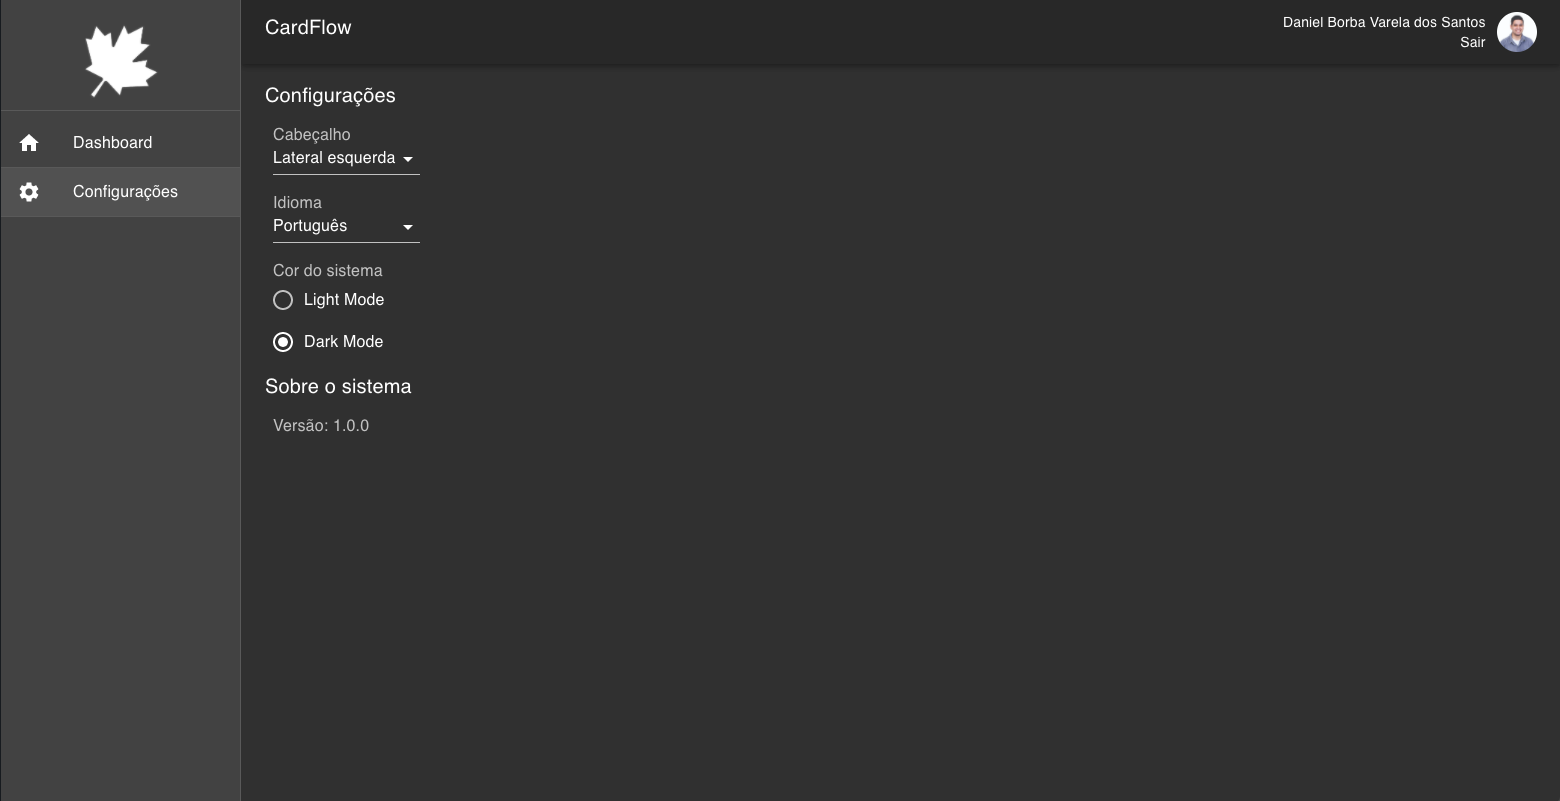 CardFlow
Daniel Borba Varela dos Santos
Sair
Dashboard
Configurações
Configurações
Cabeçalho
Lateral esquerda
Idioma
Português
Cor do sistema
Light Mode
Dark Mode
Sobre o sistema
Versão: 1.0.0